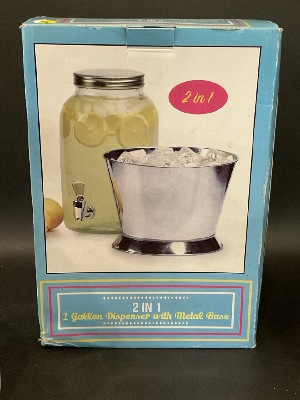 2 in 1
2 IN 1
1 Gallon Dispenser with Metal Base